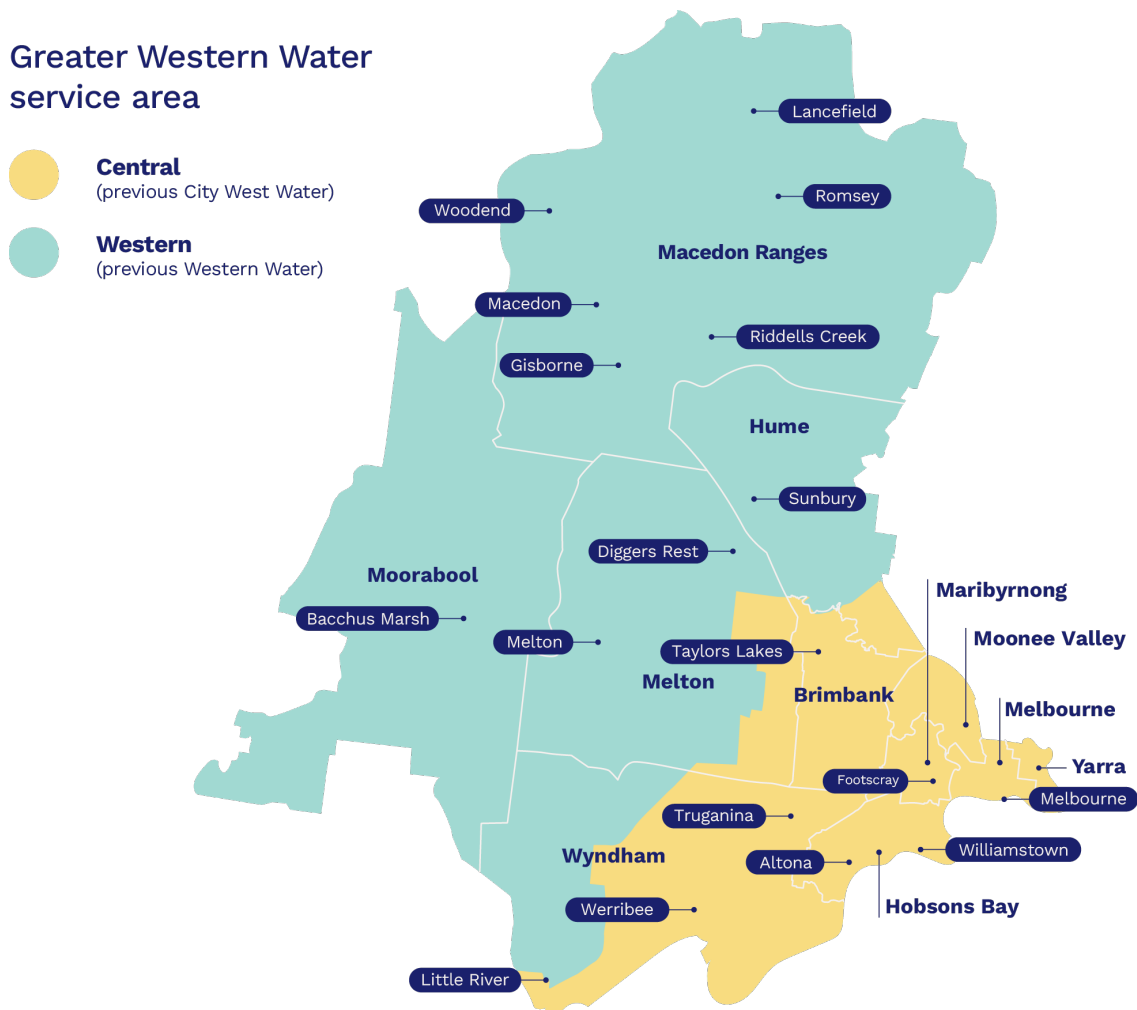 Greater Western Water
service area
Central
(previous City West Water)
Western
(previous Western Water)
Lancefield
Romsey
Woodend
Macedon Ranges
Macedon
Riddells Creek
Gisborne
Hume
Sunbury
Diggers Rest
Moorabool
Maribyrnong
Bacchus Marsh
Moonee Valley
Melton
Taylors Lakes
Melton
Brimbank
Melbourne
Yarra
Footscray
Melbourne
Truganina
Williamstown
Wyndham
Altona
Hobsons Bay
Werribee
Little River